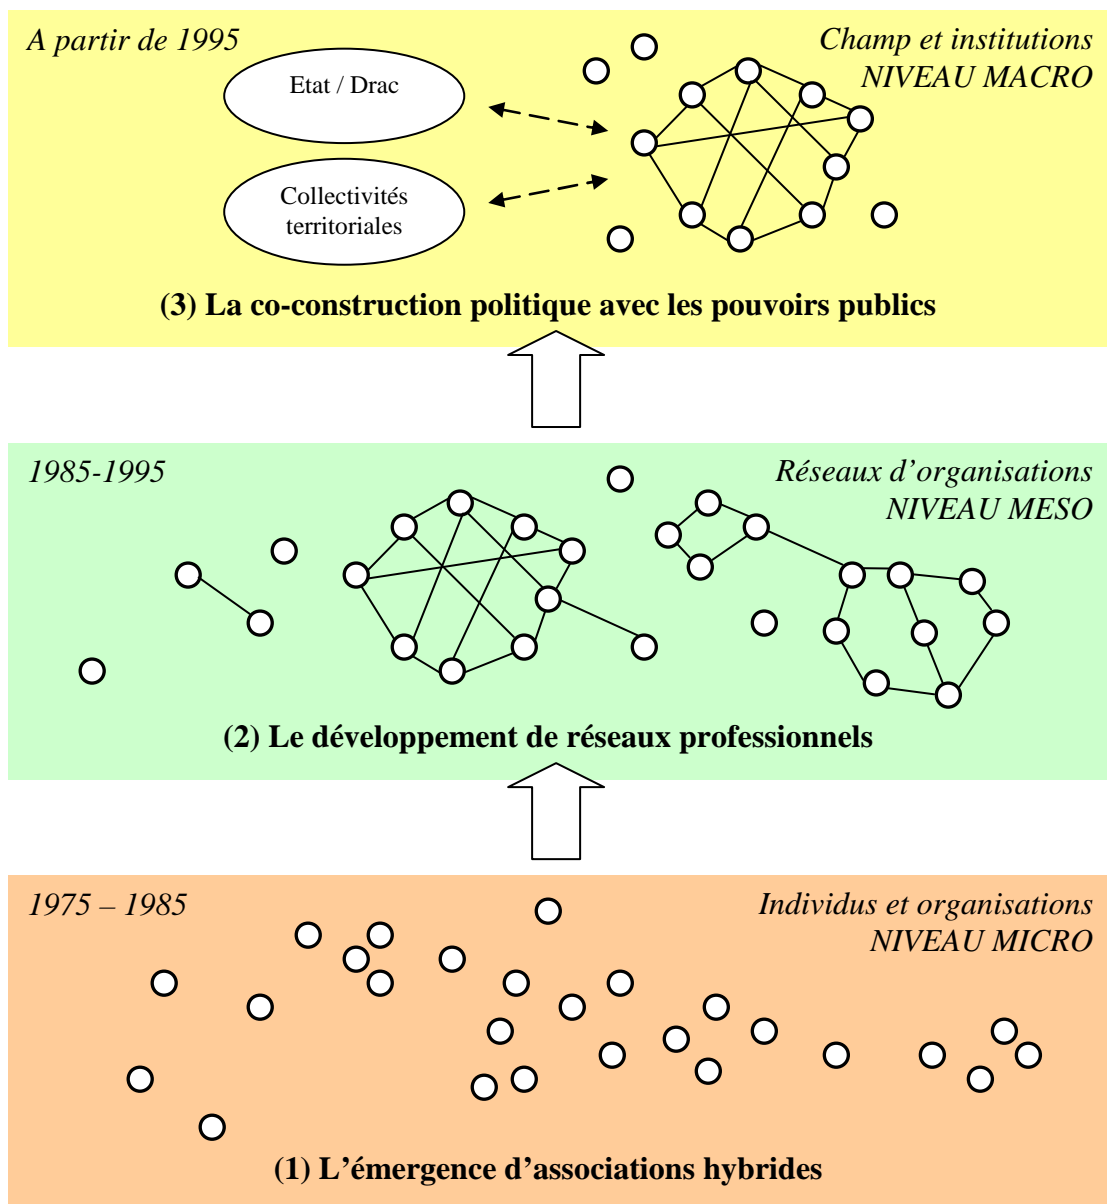 A partir de 1995
Champ et institutions
NIVEAU MACRO
Etat / Drac
Collectivités
territoriales
(3) La co-construction politique avec les pouvoirs publics
1985-1995
Réseaux d’organisations
NIVEAU MESO
(2) Le développement de réseaux professionnels
1975 – 1985
Individus et organisations
NIVEAU MICRO
(1) L’émergence d’associations hybrides